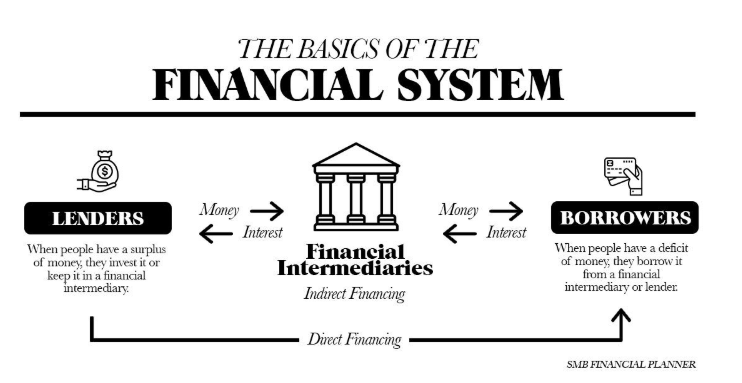 THE BASICS OF THE
FINANCIAL SYSTEM
LENDERS
When people have a surplus
of money, they invest it or
keep it in a financial
intermediary.
Money
Interest
Financial
Intermediaries
Indirect Financing
Money
Interest
BORROWERS
When people have a deficit
of money, they borrow it
from a financial
intermediary or lender.
Direct Financing
SMB FINANCIAL PLANNER